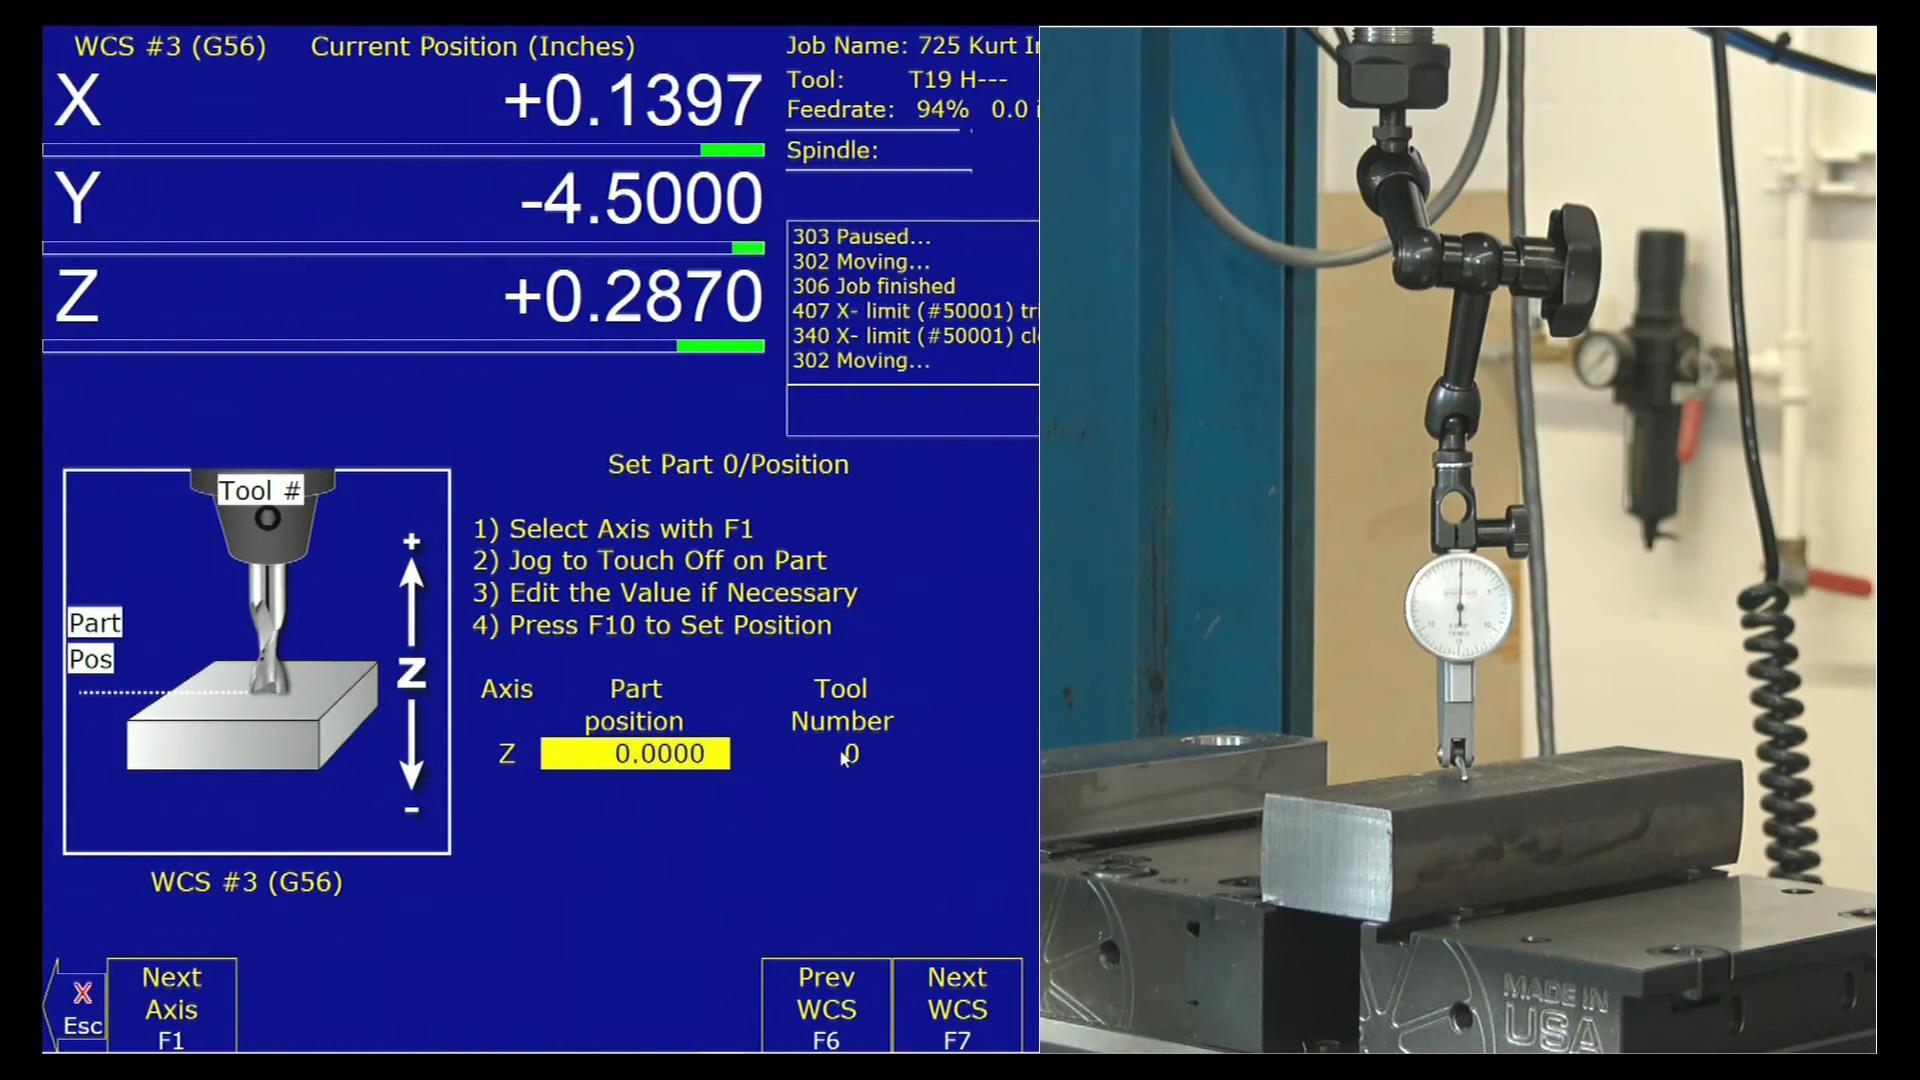 WCS #3 (G56) Current Position (Inches)
X +0.1397
Y -4.5000
Z +0.2870
Job Name: 725 Kurt
Tool: T19 H---
Feedrate: 94% 0.0
Spindle:
303 Paused...
302 Moving...
306 Job finished
407 X- limit (#50001)
340 X- limit (#50001)
302 Moving...
Set Part 0/Position
1) Select Axis with F1
2) Jog to Touch Off on Part
3) Edit the Value if Necessary
4) Press F10 to Set Position
Axis Part position Tool Number
Z 0.0000 0
Tool #
+
Part
Pos
Z
-
WCS #3 (G56)
X
Esc
Next
Axis
F1
Prev
WCS
F6
Next
WCS
F7
MADE IN
USA